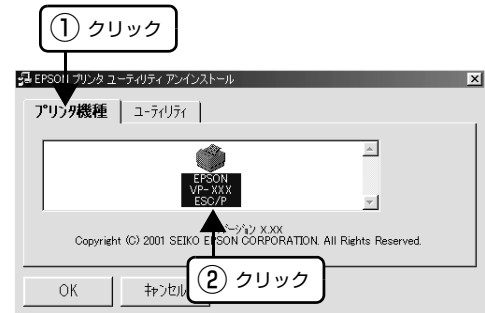 ① クリック
EPSON プリンタ ユーティリティ アンインストール
プリンタ機種
ユーティリティ
EPSON
VP-XXX
ESC/P
バージョン X.XX
Copyright (C) 2001 SEIKO EPSON CORPORATION. All Rights Reserved.
OK
キャンセル
② クリック